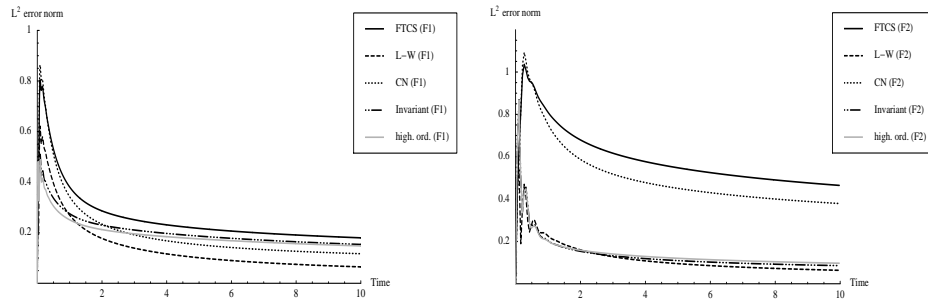 L² error norm
1
0.8
0.6
0.4
0.2
2
4
6
8
10
Time
FTCS (F1)
L-W (F1)
CN (F1)
Invariant (F1)
high. ord. (F1)
L² error norm
1
0.8
0.6
0.4
0.2
2
4
6
8
10
Time
FTCS (F2)
L-W (F2)
CN (F2)
Invariant (F2)
high. ord. (F2)